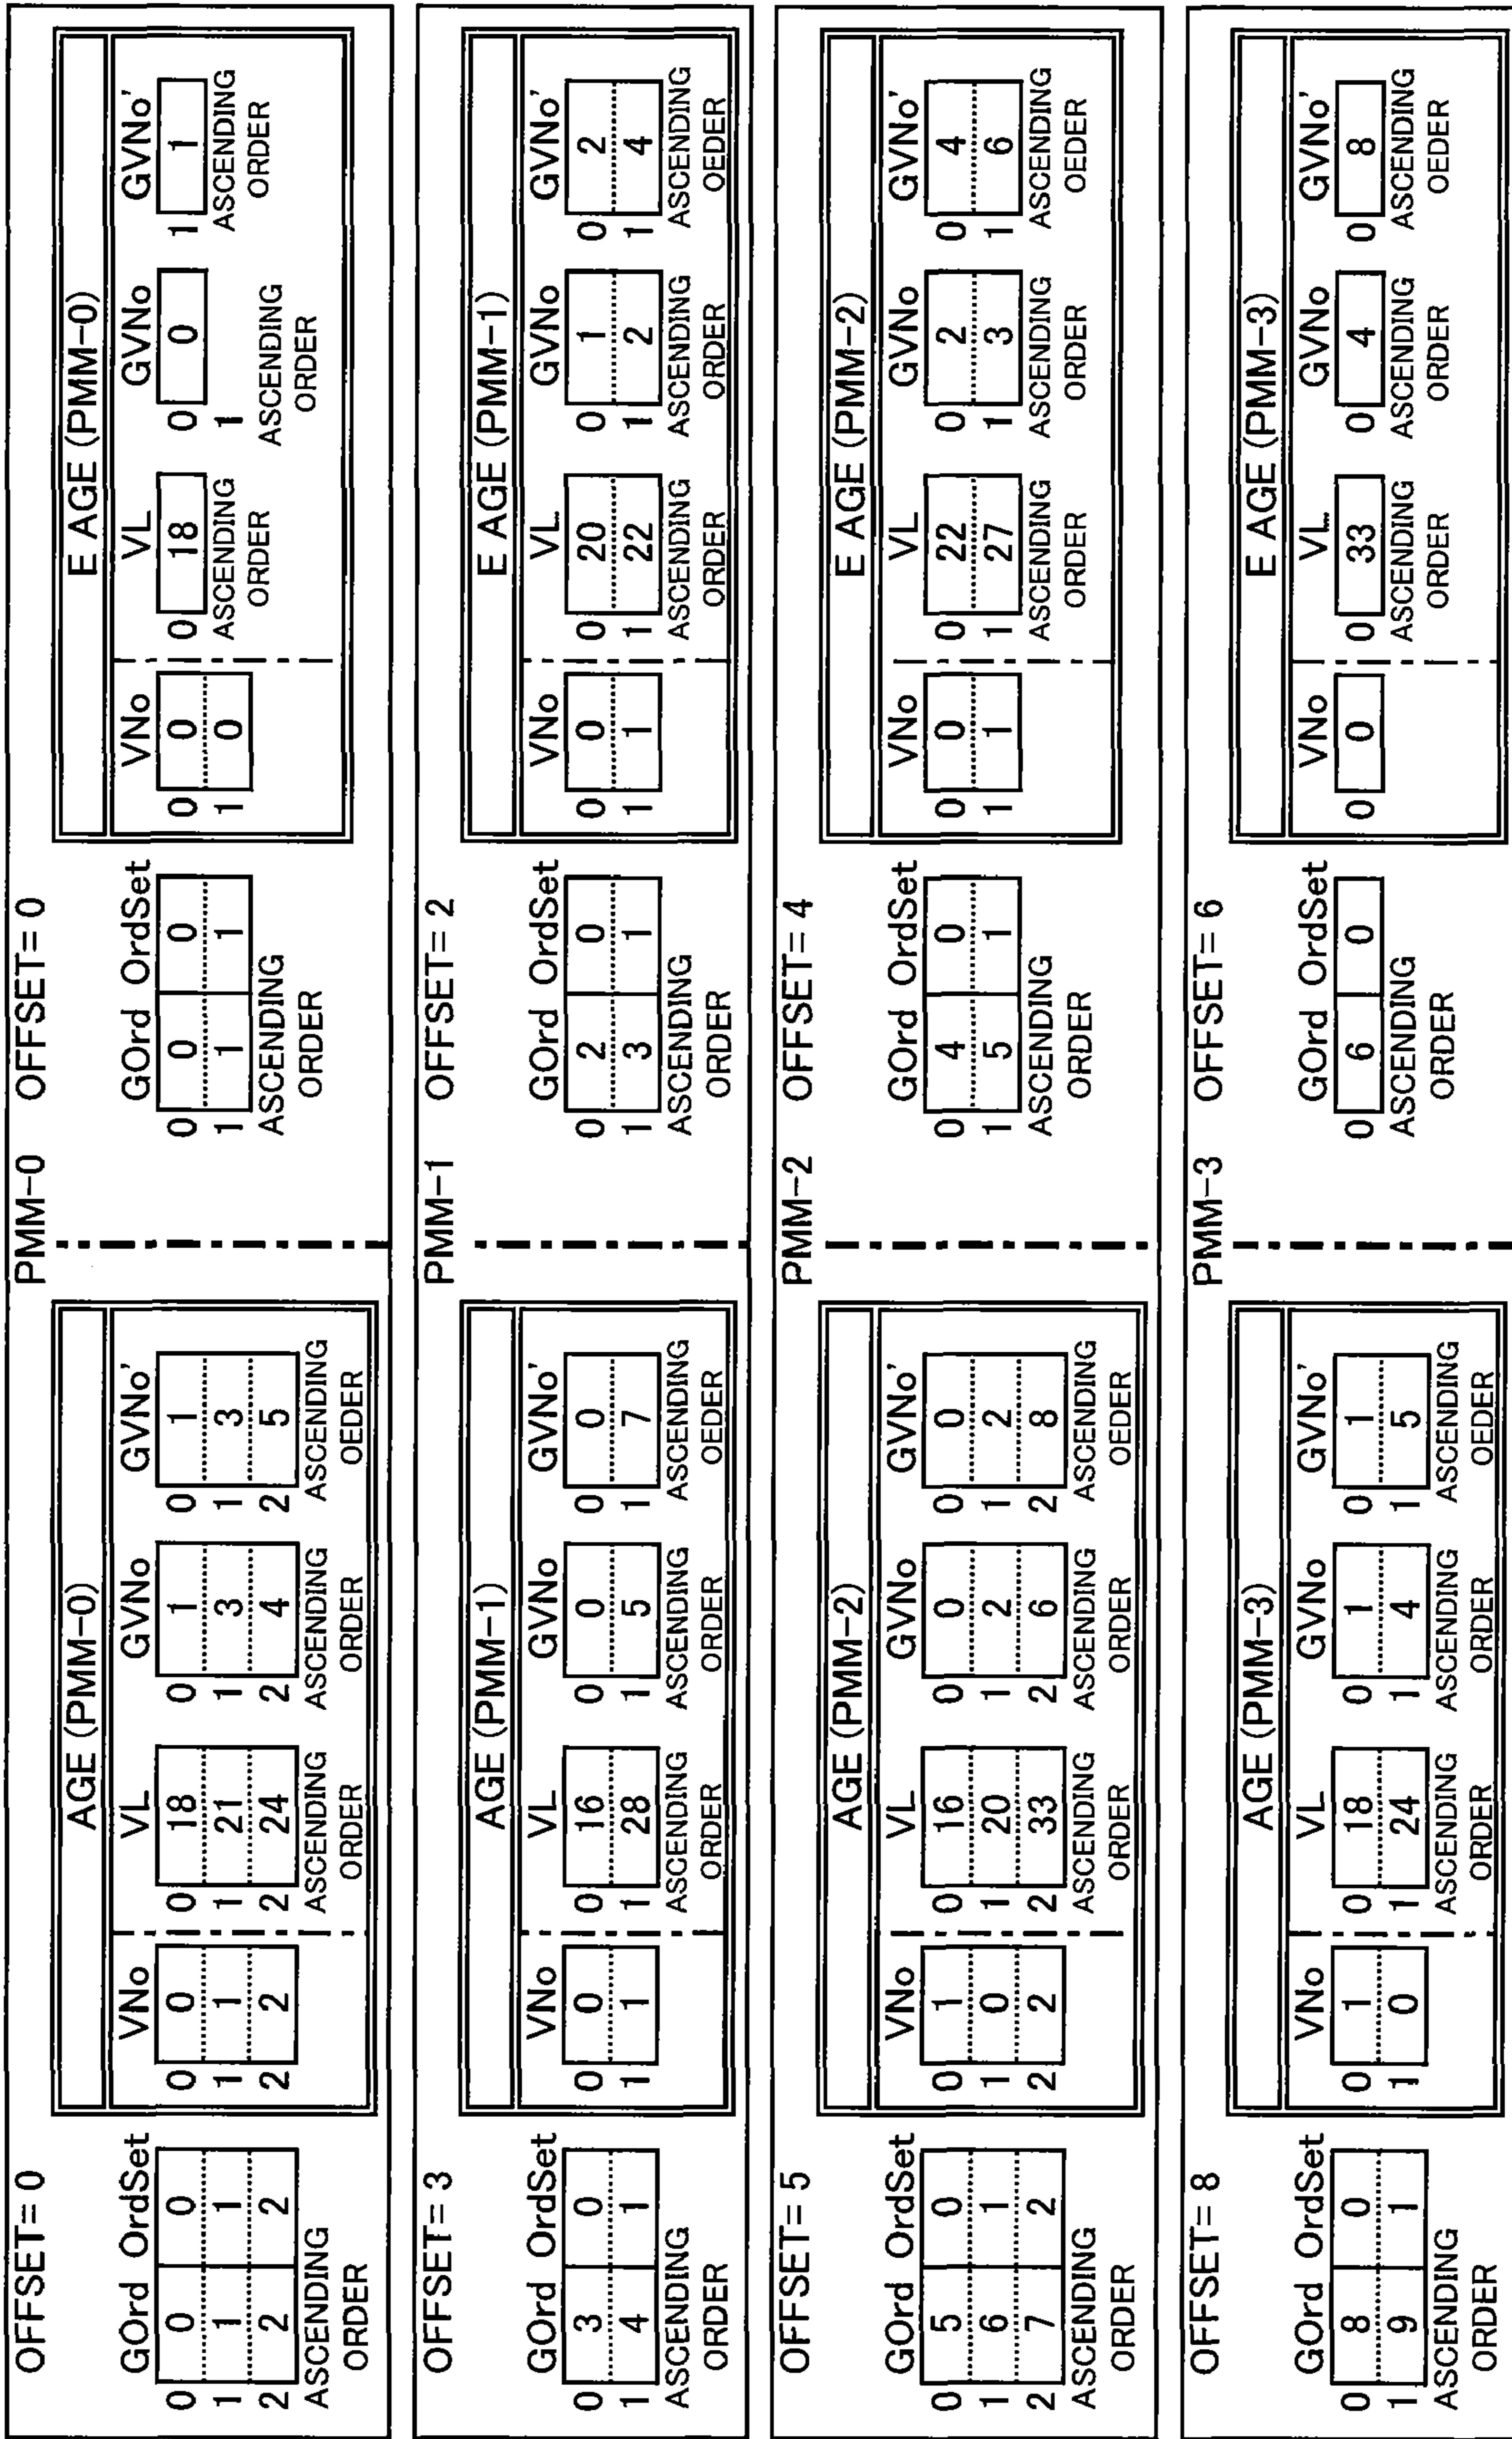 OFFSET= 0 PMM-0 OFFSET= 0
AGE (PMM-0) E AGE (PMM-0)
GOrd OrdSet VNo VL GVNo GVNo' GOrd OrdSet VNo VL GVNo GVNo'
0 0 0 0 0 0 18 0 1 0 1 0 0 0 0 0 0 18 0 0 1 1
1 1 1 1 1 1 21 1 3 1 3 1 1 1 1 0 1
2 2 2 2 2 2 24 2 4 2 5
ASCENDING ASCENDING ASCENDING ASCENDING ASCENDING ASCENDING ASCENDING ASCENDING
ORDER ORDER ORDER OEDER ORDER ORDER ORDER ORDER
OFFSET= 3 PMM-1 OFFSET= 2
AGE (PMM-1) E AGE (PMM-1)
GOrd OrdSet VNo VL GVNo GVNo' GOrd OrdSet VNo VL GVNo GVNo'
0 3 0 0 0 0 16 0 0 0 0 0 2 0 0 0 0 20 0 1 0 2
1 4 1 1 1 1 28 1 5 1 7 1 3 1 1 1 1 22 1 2 1 4
ASCENDING ASCENDING ASCENDING ASCENDING ASCENDING ASCENDING ASCENDING ASCENDING
ORDER ORDER ORDER OEDER ORDER ORDER ORDER OEDER
OFFSET= 5 PMM-2 OFFSET= 4
AGE (PMM-2) E AGE (PMM-2)
GOrd OrdSet VNo VL GVNo GVNo' GOrd OrdSet VNo VL GVNo GVNo'
0 5 0 0 1 0 16 0 0 0 0 0 4 0 0 0 0 22 0 2 0 4
1 6 1 1 0 1 20 1 2 1 2 1 5 1 1 1 1 27 1 3 1 6
2 7 2 2 2 2 33 2 6 2 8
ASCENDING ASCENDING ASCENDING ASCENDING ASCENDING ASCENDING ASCENDING ASCENDING
ORDER ORDER ORDER OEDER ORDER ORDER ORDER OEDER
OFFSET= 8 PMM-3 OFFSET= 6
AGE (PMM-3) E AGE (PMM-3)
GOrd OrdSet VNo VL GVNo GVNo' GOrd OrdSet VNo VL GVNo GVNo'
0 8 0 0 1 0 18 0 1 0 1 0 6 0 0 0 0 33 0 4 0 8
1 9 1 1 0 1 24 1 4 1 5
ASCENDING ASCENDING ASCENDING ASCENDING ASCENDING ASCENDING ASCENDING ASCENDING
ORDER ORDER ORDER OEDER ORDER ORDER ORDER OEDER